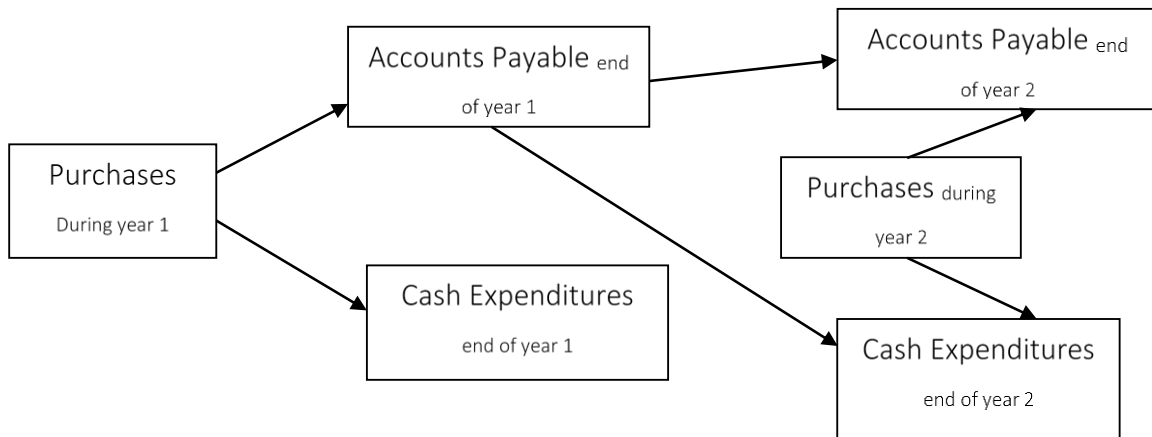 Purchases
During year 1
Accounts Payable end
of year 1
Cash Expenditures
end of year 1
Accounts Payable end
of year 2
Purchases during
year 2
Cash Expenditures
end of year 2